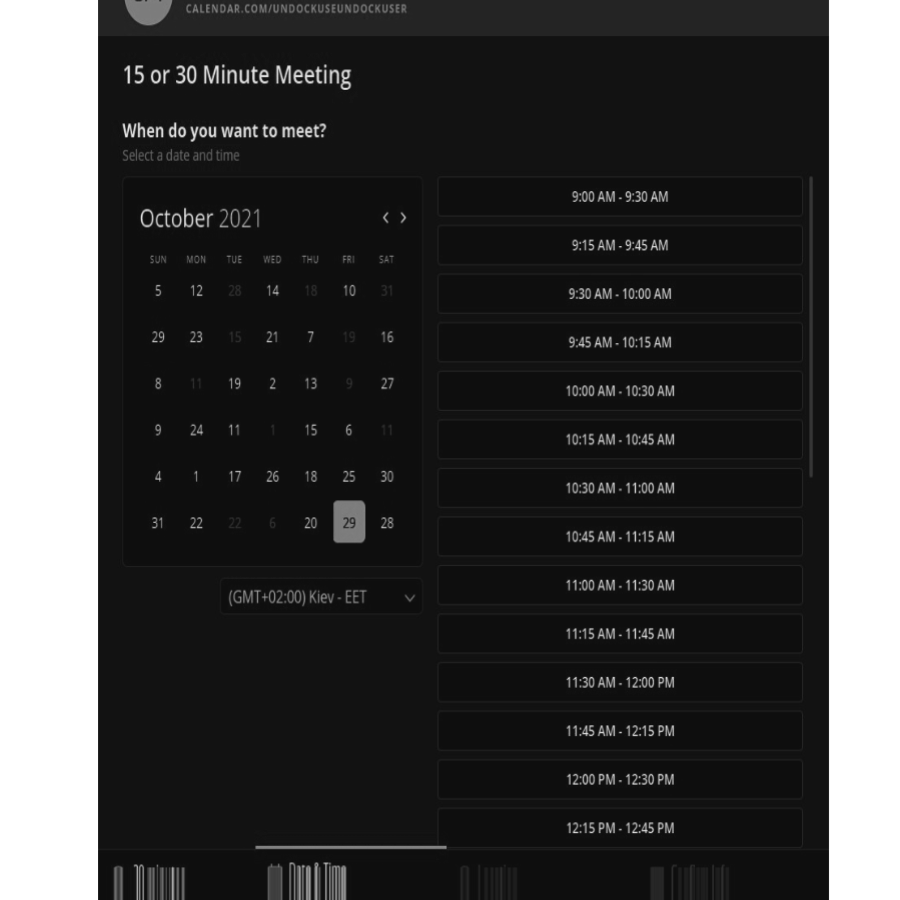 CALENDAR.COM/UNDOCKUSEUNDOCKUSER
15 or 30 Minute Meeting
When do you want to meet?
Select a date and time
October 2021
SUN MON TUE WED THU FRI SAT
5 12 28 14 18 10 31
29 23 15 21 7 19 16
8 11 19 2 13 9 27
9 24 11 1 15 6 11
4 1 17 26 18 25 30
31 22 22 6 20 29 28
(GMT+02:00) Kiev - EET
9:00 AM - 9:30 AM
9:15 AM - 9:45 AM
9:30 AM - 10:00 AM
9:45 AM - 10:15 AM
10:00 AM - 10:30 AM
10:15 AM - 10:45 AM
10:30 AM - 11:00 AM
10:45 AM - 11:15 AM
11:00 AM - 11:30 AM
11:15 AM - 11:45 AM
11:30 AM - 12:00 PM
11:45 AM - 12:15 PM
12:00 PM - 12:30 PM
12:15 PM - 12:45 PM
Date & Time